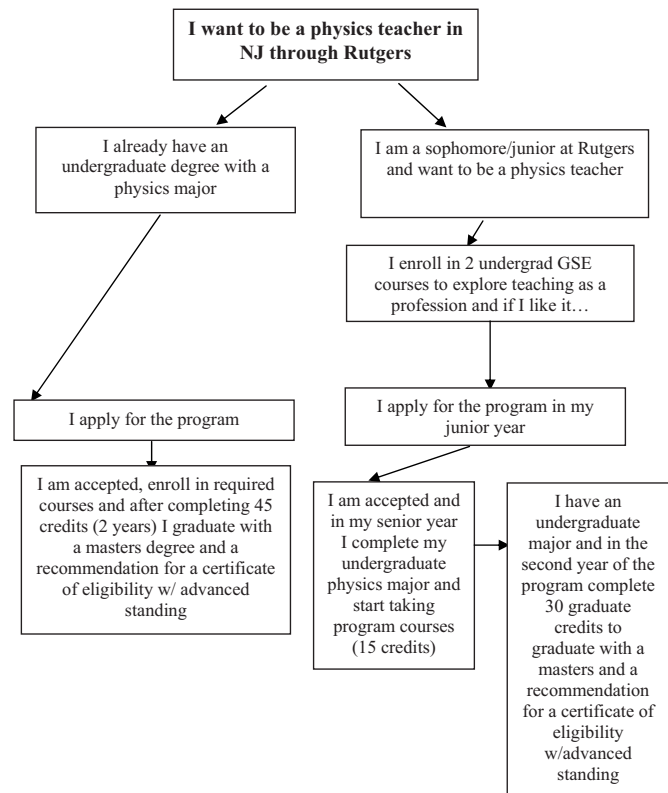 I want to be a physics teacher in
NJ through Rutgers
I already have an
undergraduate degree with a
physics major
I am a sophomore/junior at Rutgers
and want to be a physics teacher
I enroll in 2 undergrad GSE
courses to explore teaching as a
profession and if I like it…
I apply for the program
I apply for the program in my
junior year
I am accepted, enroll in required
courses and after completing 45
credits (2 years) I graduate with
a masters degree and a
recommendation for a certificate
of eligibility w/ advanced
standing
I am accepted and
in my senior year
I complete my
undergraduate
physics major and
start taking
program courses
(15 credits)
I have an
undergraduate
major and in the
second year of the
program complete
30 graduate
credits to
graduate with a
masters and a
recommendation
for a certificate of
eligibility
w/advanced
standing